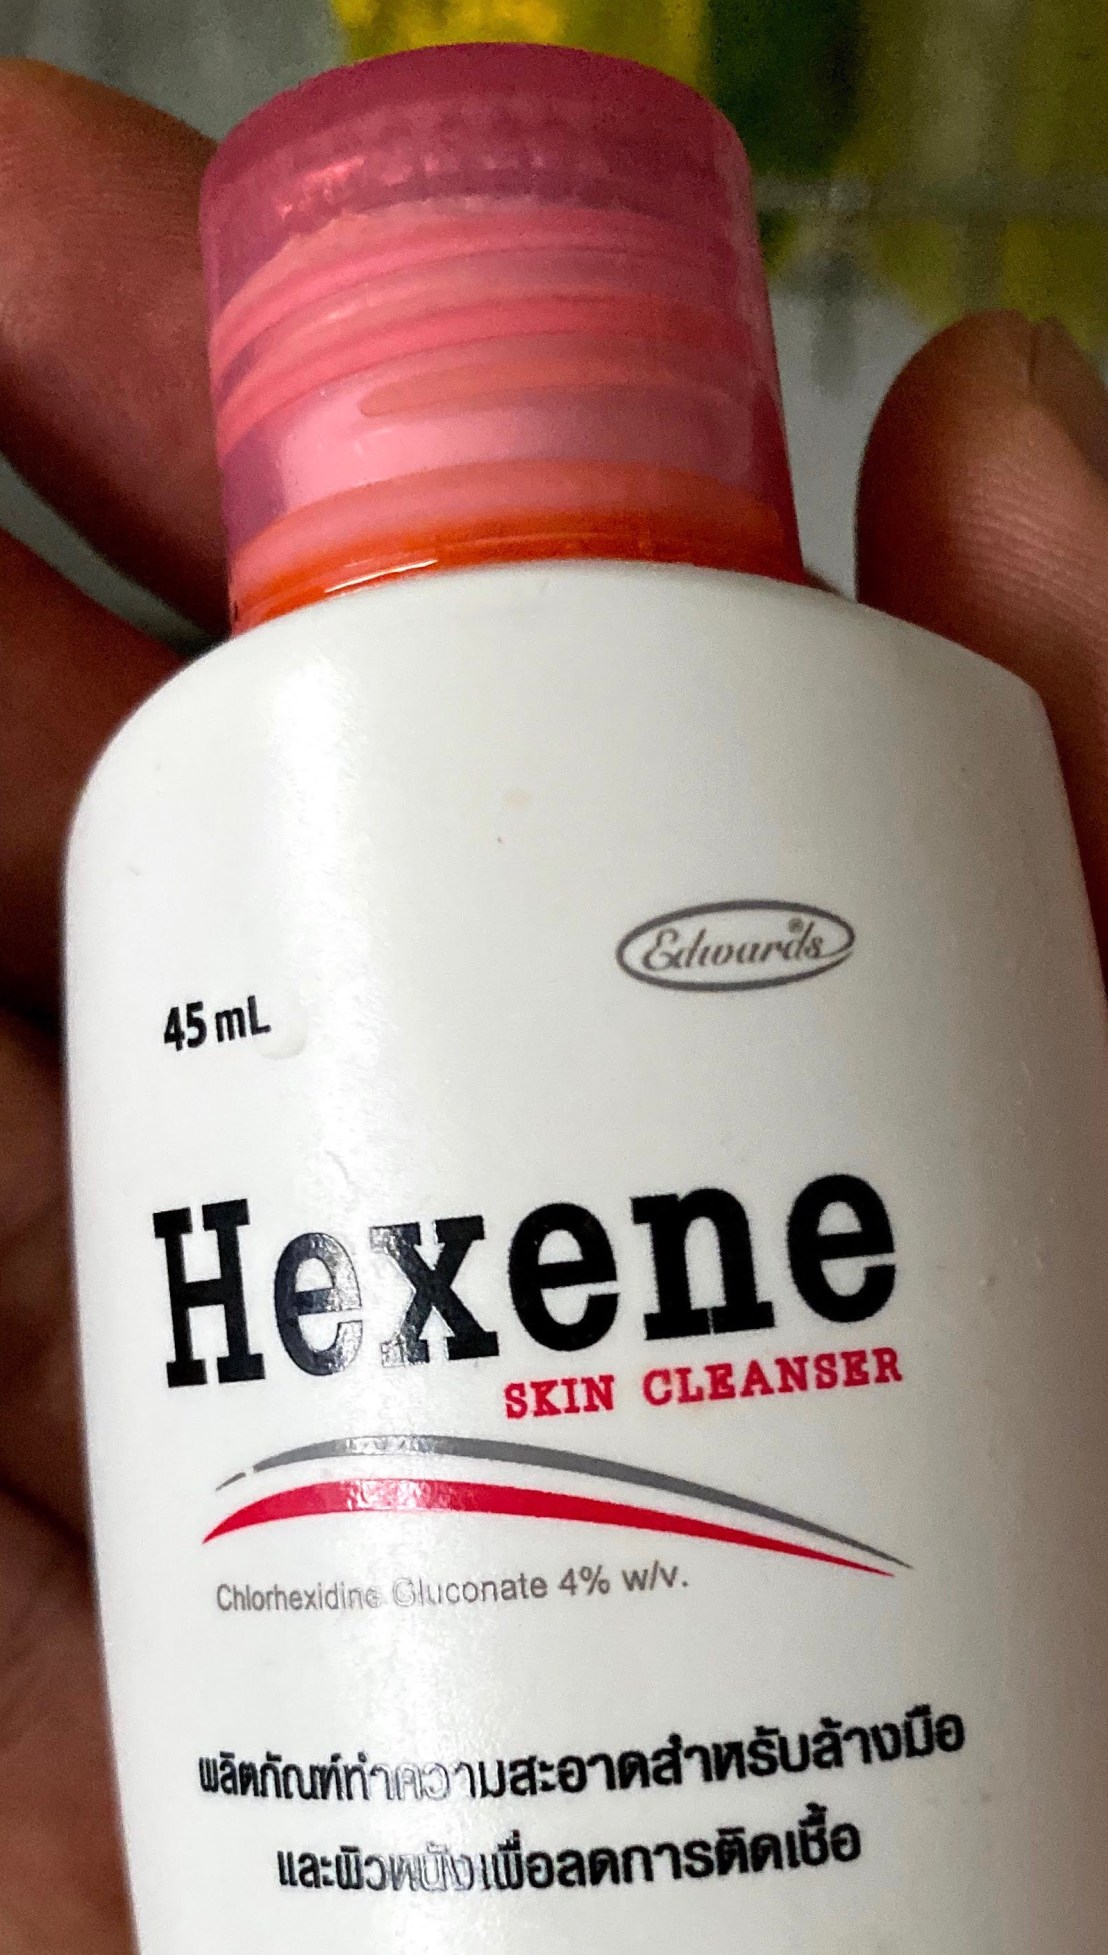 Edwards®
45 mL
Hexene
SKIN CLEANSER
Chlorhexidine Gluconate 4% w/v.
ผลิตภัณฑ์ทำความสะอาดสำหรับล้างมือ
และผิวหนังเพื่อลดการติดเชื้อ